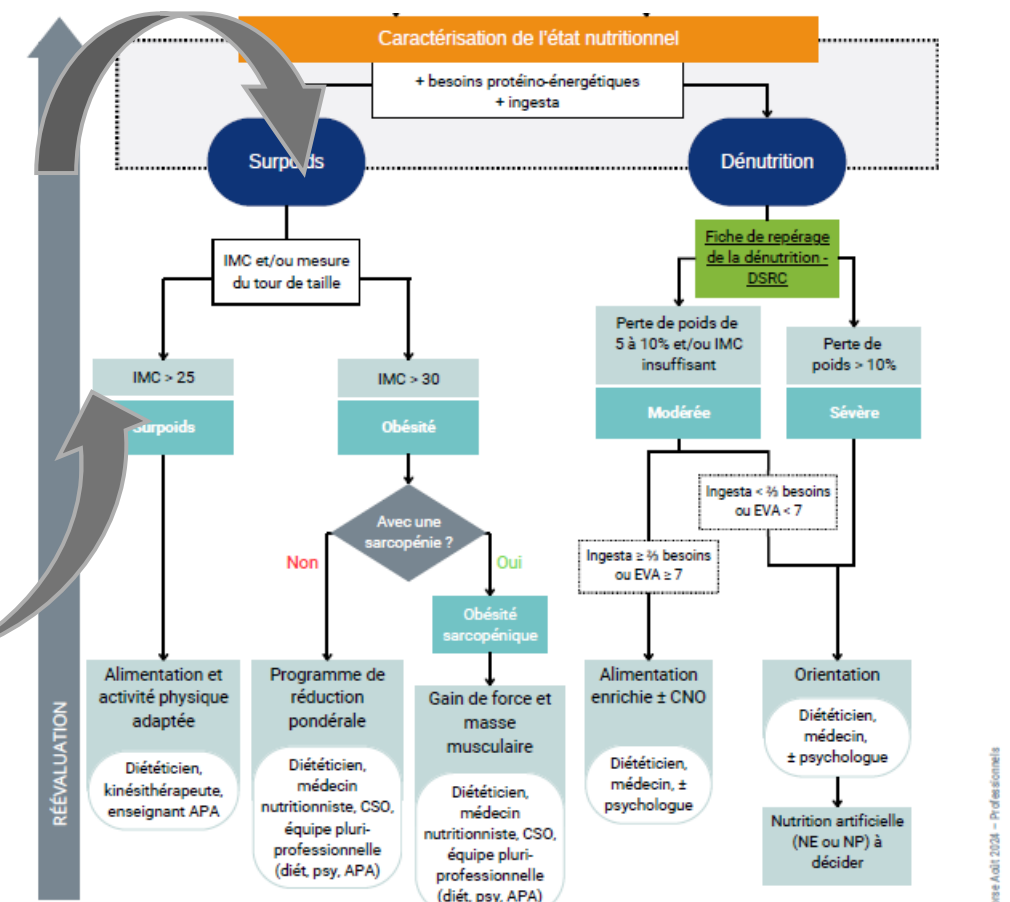 Caractérisation de l'état nutritionnel
+ besoins protéino-énergétiques
+ ingesta
Surpoids
Dénutrition
IMC et/ou mesure
du tour de taille
Fiche de repérage
de la dénutrition -
DSRC
IMC > 25
Surpoids
IMC > 30
Obésité
Perte de poids de
5 à 10% et/ou IMC
insuffisant
Modérée
Perte de
poids > 10%
Sévère
Avec une
sarcopénie ?
Non
Oui
Ingesta < ⅔ besoins
ou EVA < 7
Ingesta ≥ ⅔ besoins
ou EVA ≥ 7
Obésité
sarcopénique
Alimentation et
activité physique
adaptée
Diététicien,
kinésithérapeute,
enseignant APA
Programme de
réduction
pondérale
Diététicien,
médecin
nutritionniste, CSO,
équipe pluri-
professionnelle
(diét, psy, APA)
Gain de force et
masse
musculaire
Diététicien,
médecin
nutritionniste, CSO,
équipe pluri-
professionnelle
(diét, psy, APA)
Alimentation
enrichie ± CNO
Diététicien,
médecin, ±
psychologue
Orientation
Diététicien,
médecin,
± psychologue
Nutrition artificielle
(NE ou NP) à
décider
RÉÉVALUATION
Août 2024 – Professionnels